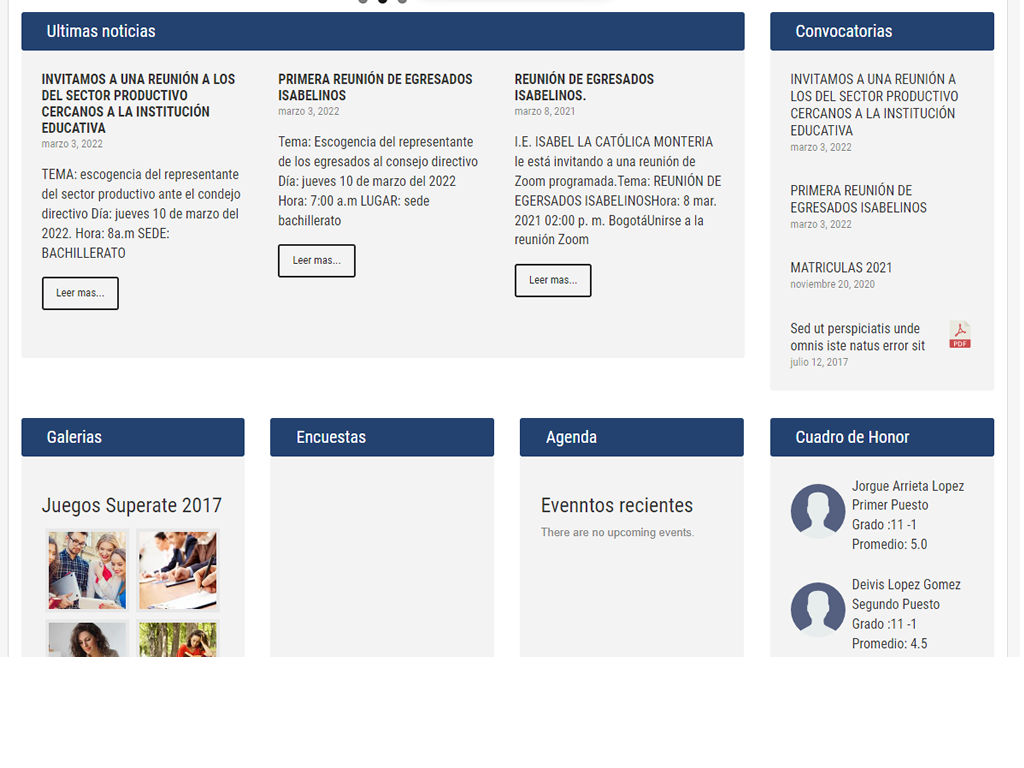 Ultimas noticias
INVITAMOS A UNA REUNIÓN A LOS
DEL SECTOR PRODUCTIVO
CERCANOS A LA INSTITUCIÓN
EDUCATIVA
marzo 3, 2022
TEMA: escogencia del representante
del sector productivo ante el condejo
directivo Día: jueves 10 de marzo del
2022. Hora: 8a.m SEDE:
BACHILLERATO
Leer mas...
PRIMERA REUNIÓN DE EGRESADOS
ISABELINOS
marzo 3, 2022
Tema: Escogencia del representante
de los egresados al consejo directivo
Día: jueves 10 de marzo del 2022
Hora: 7:00 a.m LUGAR: sede
bachillerato
Leer mas...
REUNIÓN DE EGRESADOS
ISABELINOS.
marzo 8, 2021
I.E. ISABEL LA CATÓLICA MONTERIA
le está invitando a una reunión de
Zoom programada.Tema: REUNIÓN DE
EGERSADOS ISABELINOSHora: 8 mar.
2021 02:00 p. m. BogotáUnirse a la
reunión Zoom
Leer mas...
Convocatorias
INVITAMOS A UNA REUNIÓN A
LOS DEL SECTOR PRODUCTIVO
CERCANOS A LA INSTITUCIÓN
EDUCATIVA
marzo 3, 2022
PRIMERA REUNIÓN DE
EGRESADOS ISABELINOS
marzo 3, 2022
MATRICULAS 2021
noviembre 20, 2020
Sed ut perspiciatis unde
omnis iste natus error sit
julio 12, 2017
PDF
Galerias
Juegos Superate 2017
Encuestas
Agenda
Evenntos recientes
There are no upcoming events.
Cuadro de Honor
Jorgue Arrieta Lopez
Primer Puesto
Grado :11 -1
Promedio: 5.0
Deivis Lopez Gomez
Segundo Puesto
Grado :11 -1
Promedio: 4.5